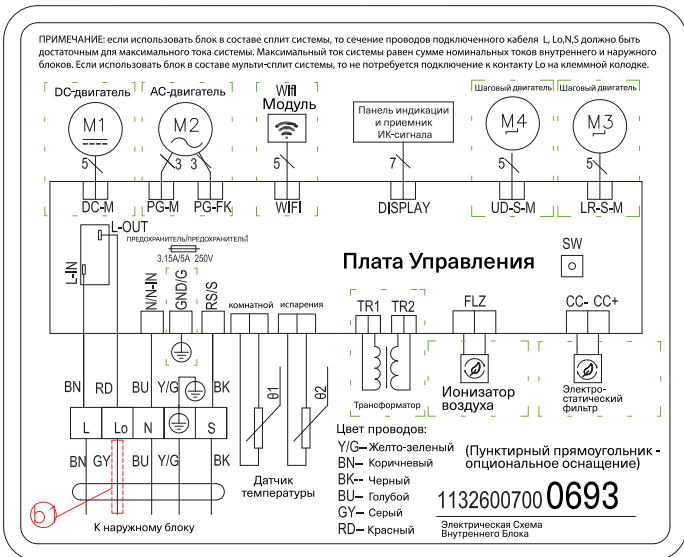 ПРИМЕЧАНИЕ: если использовать блок в составе сплит системы, то сечение проводов подключенного кабеля L, Lo,N,S должно быть
достаточным для максимального тока системы. Максимальный ток системы равен сумме номинальных токов внутреннего и наружного
блоков. Если использовать блок в составе мульти-сплит системы, то не потребуется подключение к контакту Lo на клеммной колодке.
DC-двигатель
AC-двигатель
Wifi
Модуль
Панель индикации
и приемник
ИК-сигнала
Шаговый двигатель
Шаговый двигатель
M1
M2
M4
M3
5
3
3
5
7
5
5
DC-M
PG-M
PG-FK
WIFI
DISPLAY
UD-S-M
LR-S-M
L-OUT
L-IN
ПРЕДОХРАНИТЕЛЬ/ПРЕДОХРАНИТЕЛЬ1
3.15A/5A 250V
Плата Управления
SW
N/N-IN
GND/G
RS/S
комнатной
испарения
TR1
TR2
FLZ
CC- CC+
BN
RD
BU
Y/G
BK
θ1
θ2
Трансформатор
Ионизатор
воздуха
Электро-
статический
фильтр
L
Lo
N
S
BN
GY
BU
Y/G
BK
b1
К наружному блоку
Датчик
температуры
Цвет проводов:
Y/G— Желто-зеленый
BN— Коричневый
BK-- Черный
BU— Голубой
GY— Серый
RD— Красный
(Пунктирный прямоугольник -
опциональное оснащение)
1132600700 0693
Электрическая Схема
Внутреннего Блока